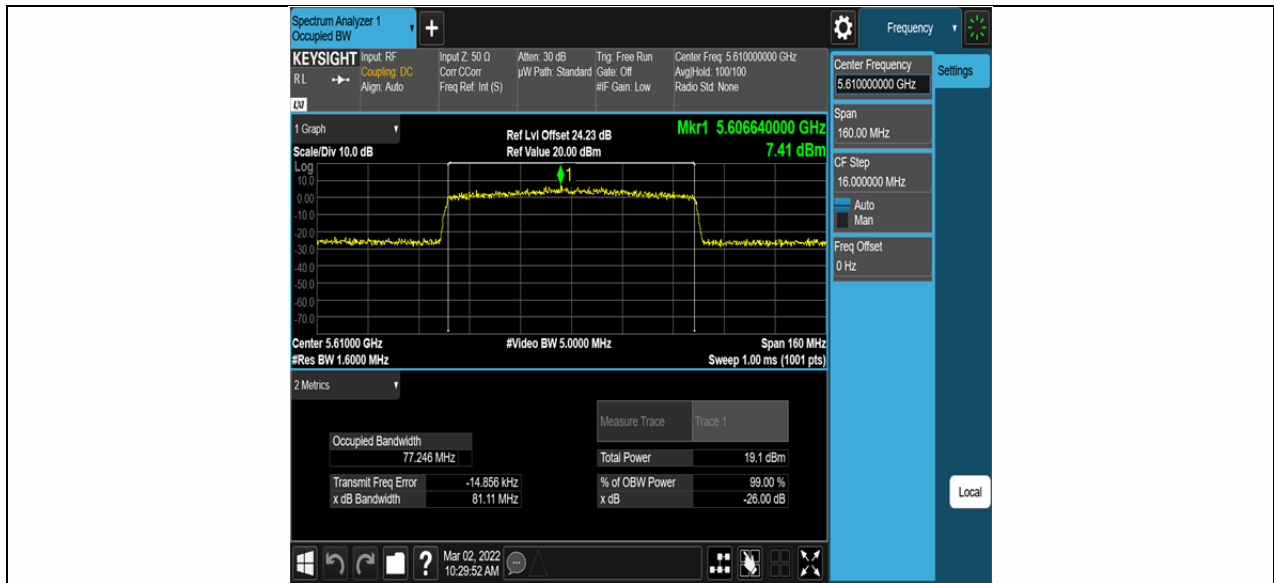 Spectrum Analyzer 1
Occupied BW
Frequency
KEYSIGHT
RL
LXI
Input: RF
Coupling: DC
Align: Auto
Input Z: 50 Ω
Corr CCorr
Freq Ref: Int (S)
Atten: 30 dB
µW Path: Standard
Trig: Free Run
Gate: Off
#IF Gain: Low
Center Freq: 5.610000000 GHz
Avg|Hold: 100/100
Radio Std: None
Center Frequency
5.610000000 GHz
Settings
Span
160.00 MHz
CF Step
16.000000 MHz
Auto
Man
Freq Offset
0 Hz
Local
1 Graph
Scale/Div 10.0 dB
Ref Lvl Offset 24.23 dB
Ref Value 20.00 dBm
Mkr1 5.606640000 GHz
7.41 dBm
Log
10.0
0.00
-10.0
-20.0
-30.0
-40.0
-50.0
-60.0
-70.0
1
Center 5.61000 GHz
#Res BW 1.6000 MHz
#Video BW 5.0000 MHz
Span 160 MHz
Sweep 1.00 ms (1001 pts)
2 Metrics
Measure Trace Trace 1
Occupied Bandwidth
77.246 MHz
Total Power 19.1 dBm
Transmit Freq Error -14.856 kHz
x dB Bandwidth 81.11 MHz
% of OBW Power 99.00 %
x dB -26.00 dB
?
Mar 02, 2022
10:29:52 AM